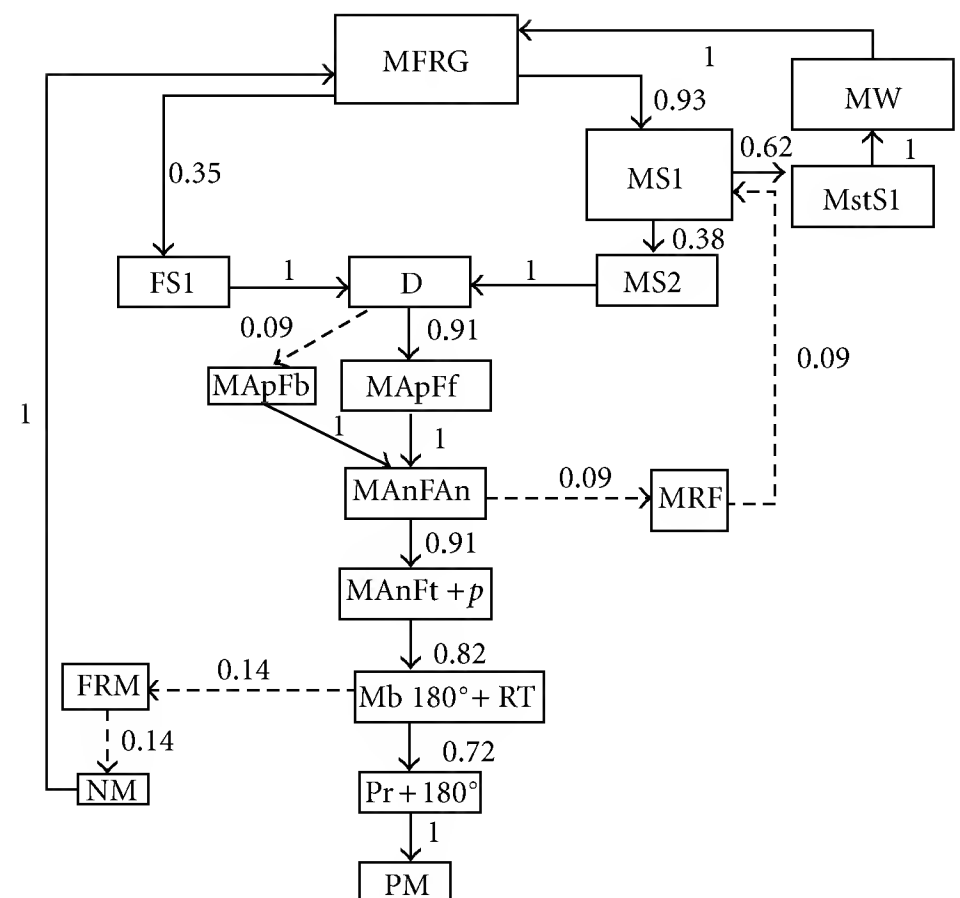 MFRG
1
MW
0.93
0.62
1
0.35
MS1
MstS1
0.38
FS1
1
D
1
MS2
0.09
0.91
0.09
MApFb
MApFf
1
1
1
MAnFAn
0.09
MRF
0.91
MAnFt + p
0.82
FRM
0.14
Mb 180° + RT
0.14
0.72
NM
Pr + 180°
1
PM